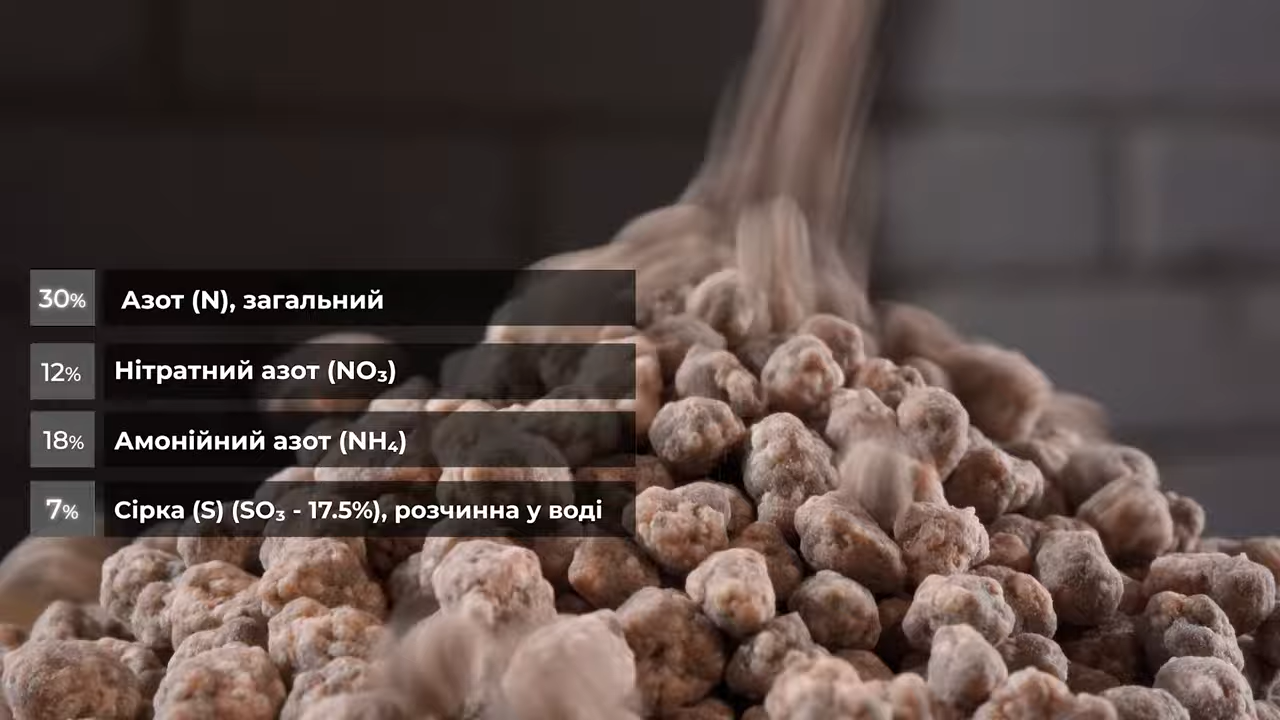 30% Азот (N), загальний
12% Нітратний азот (NO₃)
18% Амонійний азот (NH₄)
7% Сірка (S) (SO₃ - 17.5%), розчинна у воді